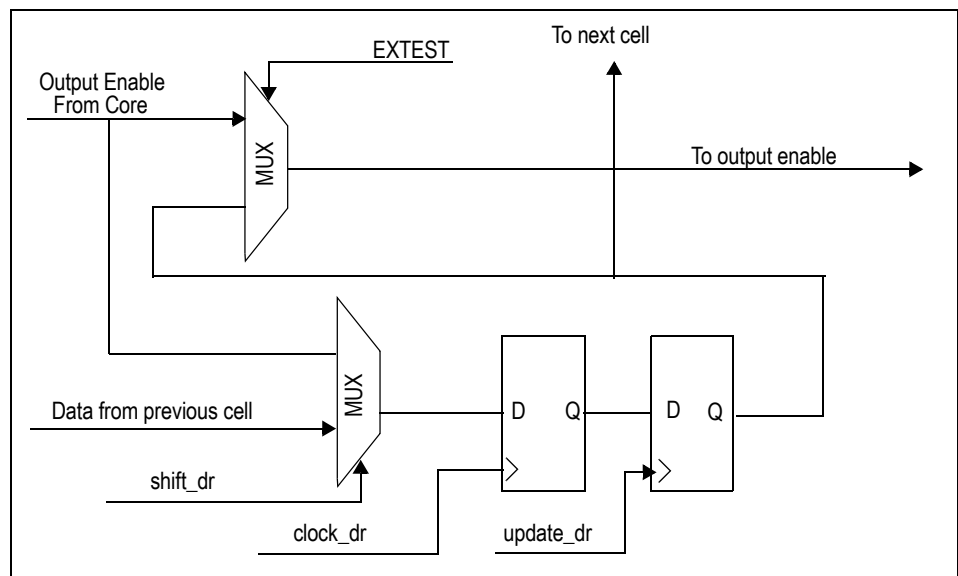 To next cell
EXTEST
Output Enable
From Core
MUX
To output enable
MUX
Data from previous cell
D
Q
D
Q
shift_dr
clock_dr
update_dr